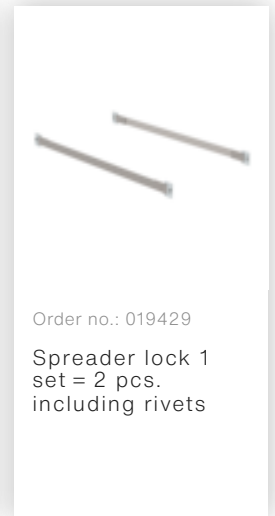 Order no.: 019429
Spreader lock 1
set = 2 pcs.
including rivets